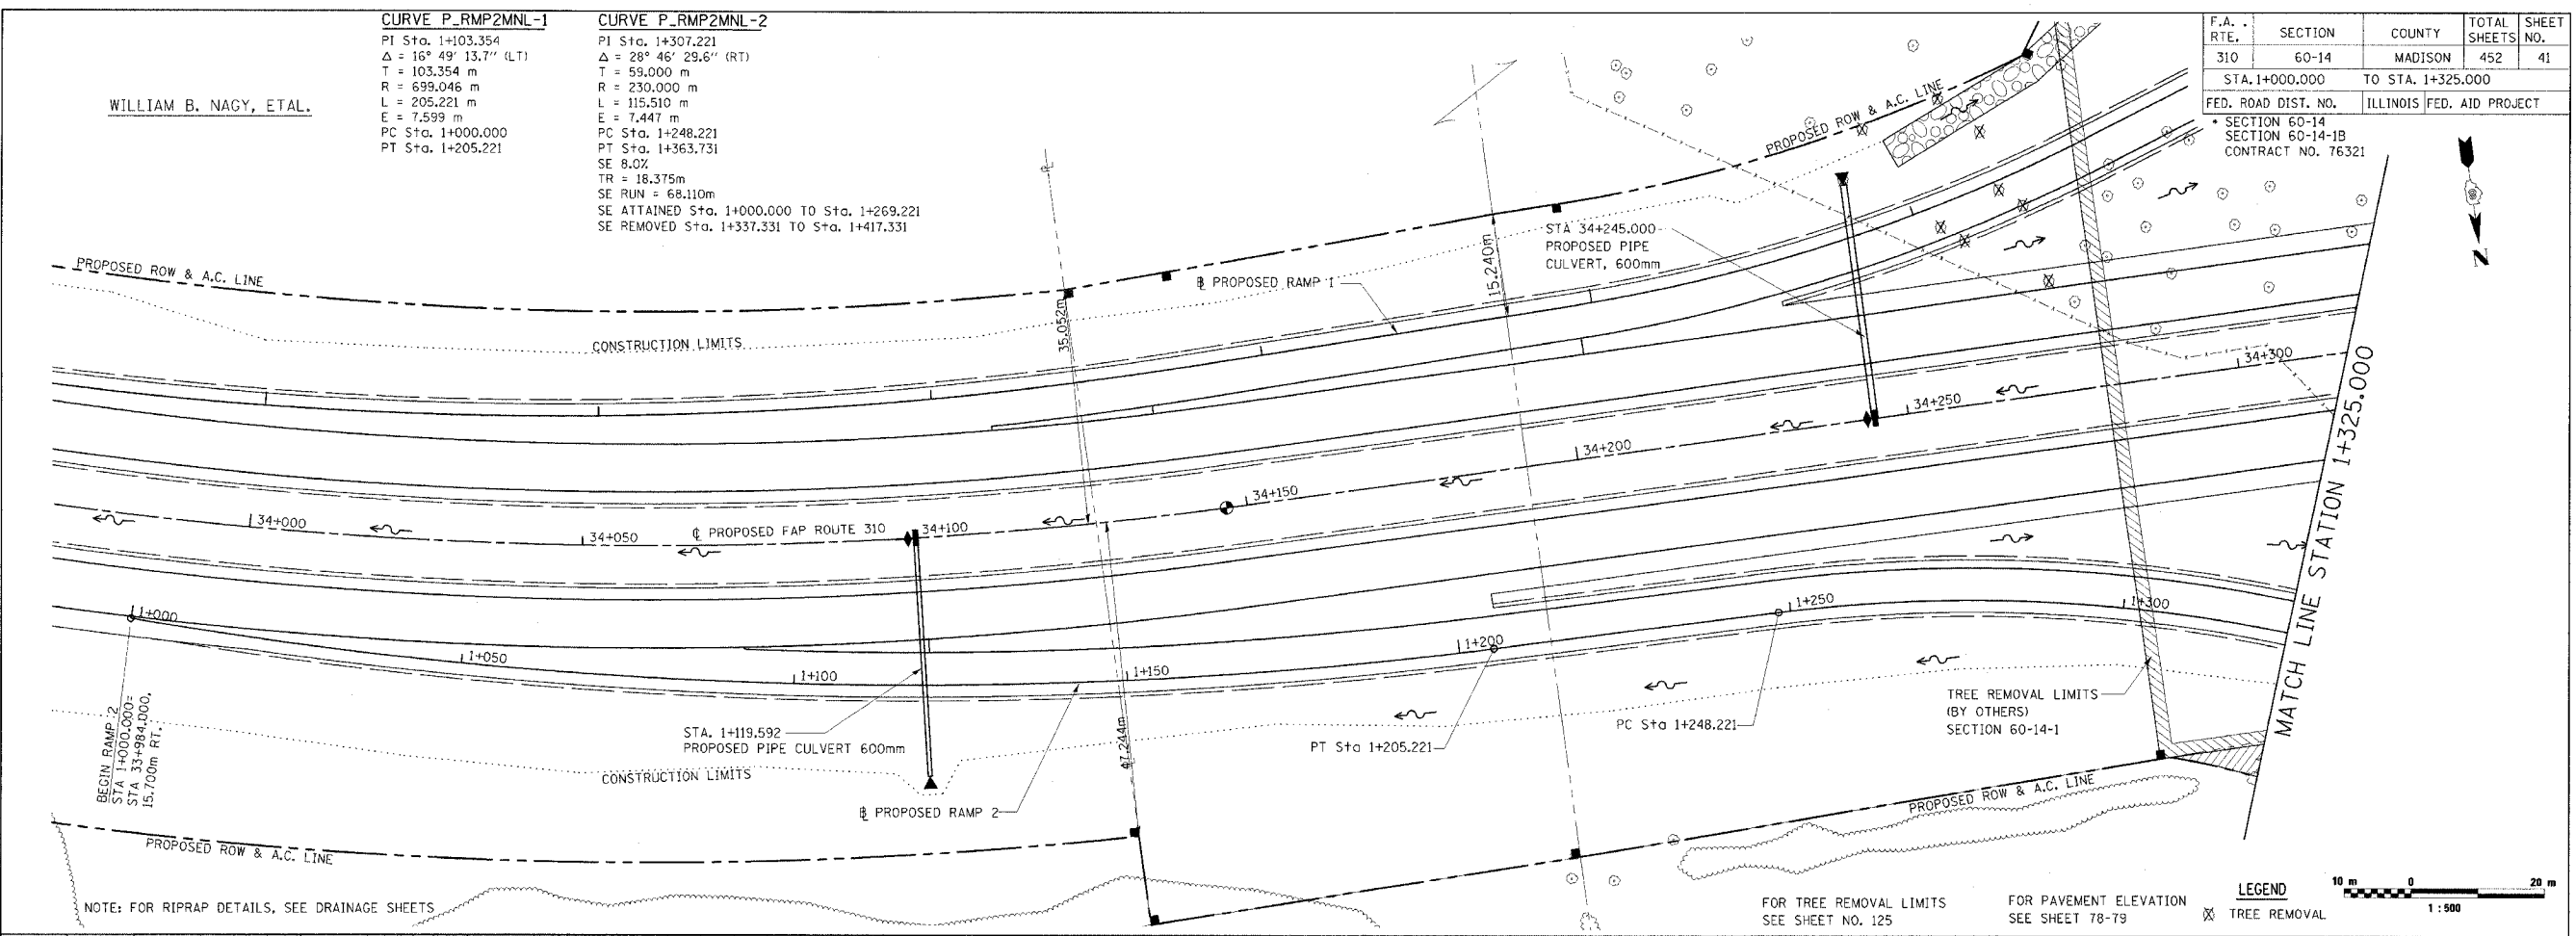 CURVE P_RMP2MNL-1
PI Sta. 1+103.354
Δ = 16° 49' 13.7" (LT)
T = 103.354 m
R = 699.046 m
L = 205.221 m
E = 7.599 m
PC Sta. 1+000.000
PT Sta. 1+205.221
CURVE P_RMP2MNL-2
PI Sta. 1+307.221
Δ = 28° 46' 29.6" (RT)
T = 59.000 m
R = 230.000 m
L = 115.510 m
E = 7.447 m
PC Sta. 1+248.221
PT Sta. 1+363.731
SE 8.0%
TR = 18.375m
SE RUN = 68.110m
SE ATTAINED Sta. 1+000.000 TO Sta. 1+269.221
SE REMOVED Sta. 1+337.331 TO Sta. 1+417.331
F.A. RTE. SECTION COUNTY TOTAL SHEETS SHEET NO.
310 60-14 MADISON 452 41
STA.1+000.000 TO STA. 1+325.000
FED. ROAD DIST. NO. ILLINOIS FED. AID PROJECT
* SECTION 60-14
SECTION 60-14-1B
CONTRACT NO. 76321
N
WILLIAM B. NAGY, ETAL.
PROPOSED ROW & A.C. LINE
PROPOSED ROW & A.C. LINE
CONSTRUCTION LIMITS
35.052m
15.240m
℄ PROPOSED RAMP 1
STA 34+245.000
PROPOSED PIPE
CULVERT, 600mm
34+000
34+050
℄ PROPOSED FAP ROUTE 310
34+100
34+150
34+200
34+250
34+300
MATCH LINE STATION 1+325.000
1+000
1+050
1+100
1+150
1+200
1+250
1+300
BEGIN RAMP 2
STA 1+000.000=
STA 33+984.000,
15.700m RT.
STA. 1+119.592
PROPOSED PIPE CULVERT 600mm
CONSTRUCTION LIMITS
℄ PROPOSED RAMP 2
47.244m
PT Sta 1+205.221
PC Sta 1+248.221
TREE REMOVAL LIMITS
(BY OTHERS)
SECTION 60-14-1
PROPOSED ROW & A.C. LINE
PROPOSED ROW & A.C. LINE
NOTE: FOR RIPRAP DETAILS, SEE DRAINAGE SHEETS
FOR TREE REMOVAL LIMITS
SEE SHEET NO. 125
FOR PAVEMENT ELEVATION
SEE SHEET 78-79
LEGEND
TREE REMOVAL
10 m 0 20 m
1 : 500